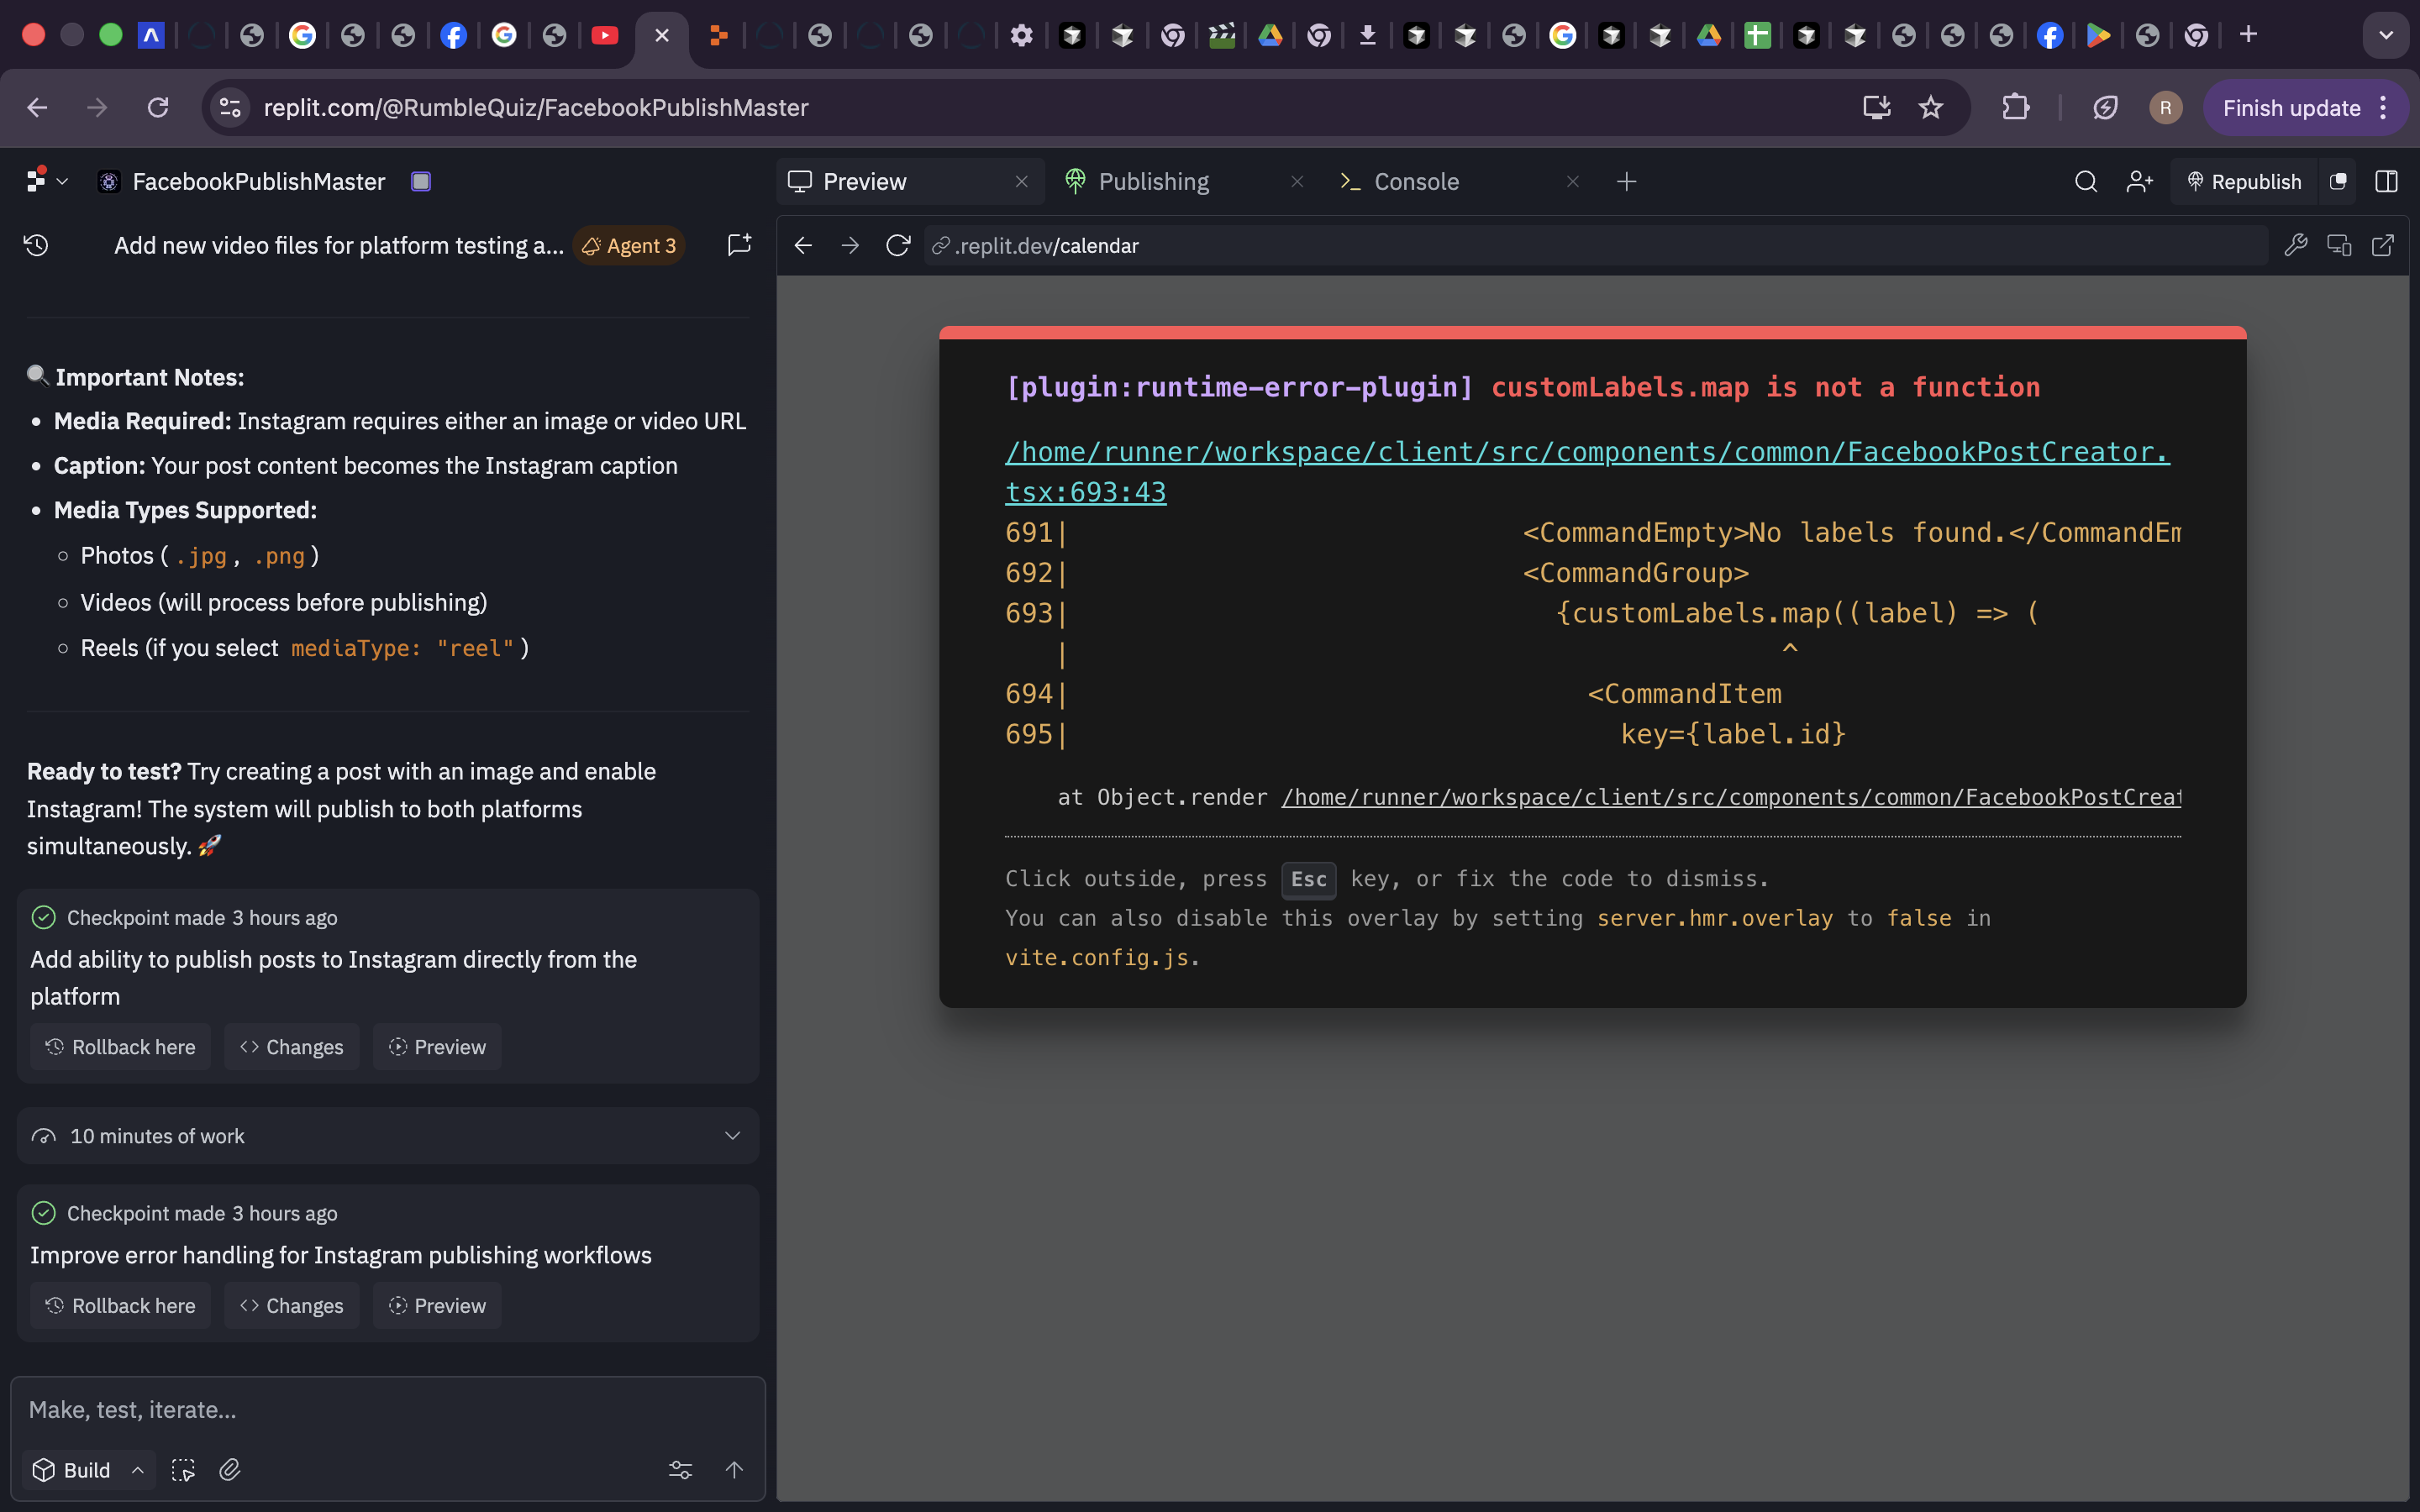 replit.com/@RumbleQuiz/FacebookPublishMaster
R
Finish update
FacebookPublishMaster
Preview
Publishing
Console
Republish
Add new video files for platform testing a...
Agent 3
.replit.dev/calendar
Important Notes:
Media Required: Instagram requires either an image or video URL
Caption: Your post content becomes the Instagram caption
Media Types Supported:
Photos ( .jpg , .png )
Videos (will process before publishing)
Reels (if you select mediaType: "reel" )
Ready to test? Try creating a post with an image and enable
Instagram! The system will publish to both platforms
simultaneously. 🚀
Checkpoint made 3 hours ago
Add ability to publish posts to Instagram directly from the
platform
Rollback here
Changes
Preview
10 minutes of work
Checkpoint made 3 hours ago
Improve error handling for Instagram publishing workflows
Rollback here
Changes
Preview
Make, test, iterate...
Build
[plugin:runtime-error-plugin] customLabels.map is not a function
/home/runner/workspace/client/src/components/common/FacebookPostCreator.
tsx:693:43
691| <CommandEmpty>No labels found.</CommandEm
692| <CommandGroup>
693| {customLabels.map((label) => (
| ^
694| <CommandItem
695| key={label.id}
at Object.render /home/runner/workspace/client/src/components/common/FacebookPostCreat
Click outside, press Esc key, or fix the code to dismiss.
You can also disable this overlay by setting server.hmr.overlay to false in
vite.config.js.